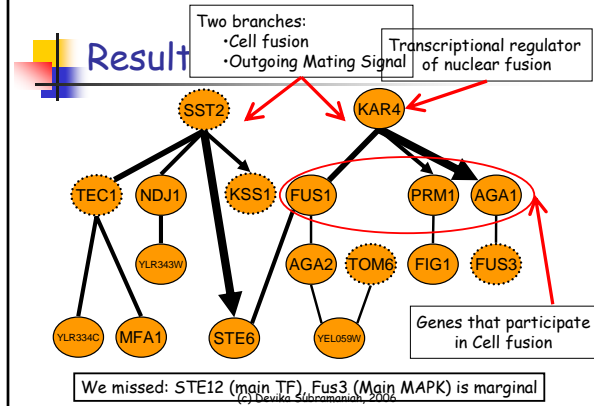 Two branches:
•Cell fusion
•Outgoing Mating Signal
Result
Transcriptional regulator
of nuclear fusion
SST2
KAR4
TEC1
NDJ1
KSS1
FUS1
PRM1
AGA1
YLR343W
AGA2
TOM6
FIG1
FUS3
YLR334C
MFA1
STE6
YEL059W
Genes that participate
in Cell fusion
We missed: STE12 (main TF), Fus3 (Main MAPK) is marginal
(c) Devika Subramanian, 2006